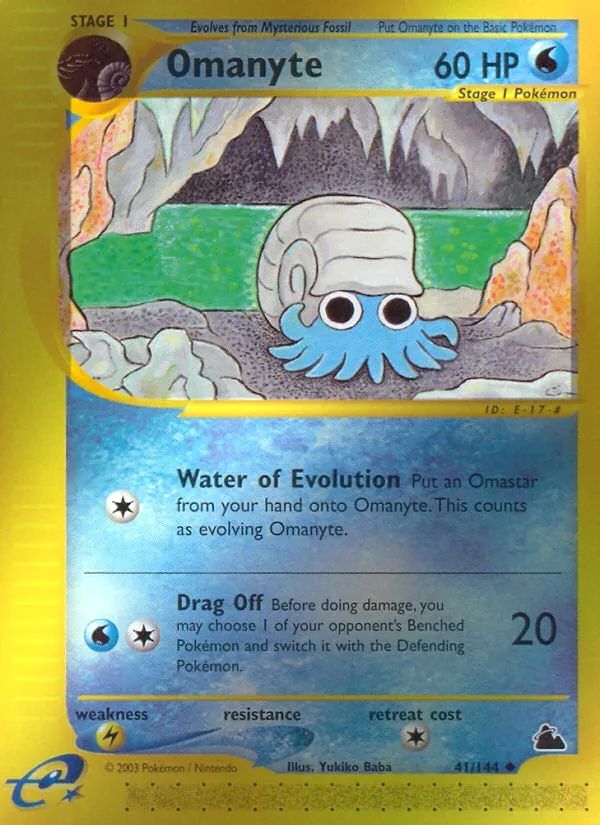 STAGE 1
Evolves from Mysterious Fossil Put Omanyte on the Basic Pokémon
Omanyte 60 HP
Stage 1 Pokémon
ID: E-17-#
Water of Evolution Put an Omastar
from your hand onto Omanyte. This counts
as evolving Omanyte.
Drag Off Before doing damage, you
may choose 1 of your opponent's Benched
Pokémon and switch it with the Defending
Pokémon.
20
weakness resistance retreat cost
© 2003 Pokémon / Nintendo Illus. Yukiko Baba 41/144
e